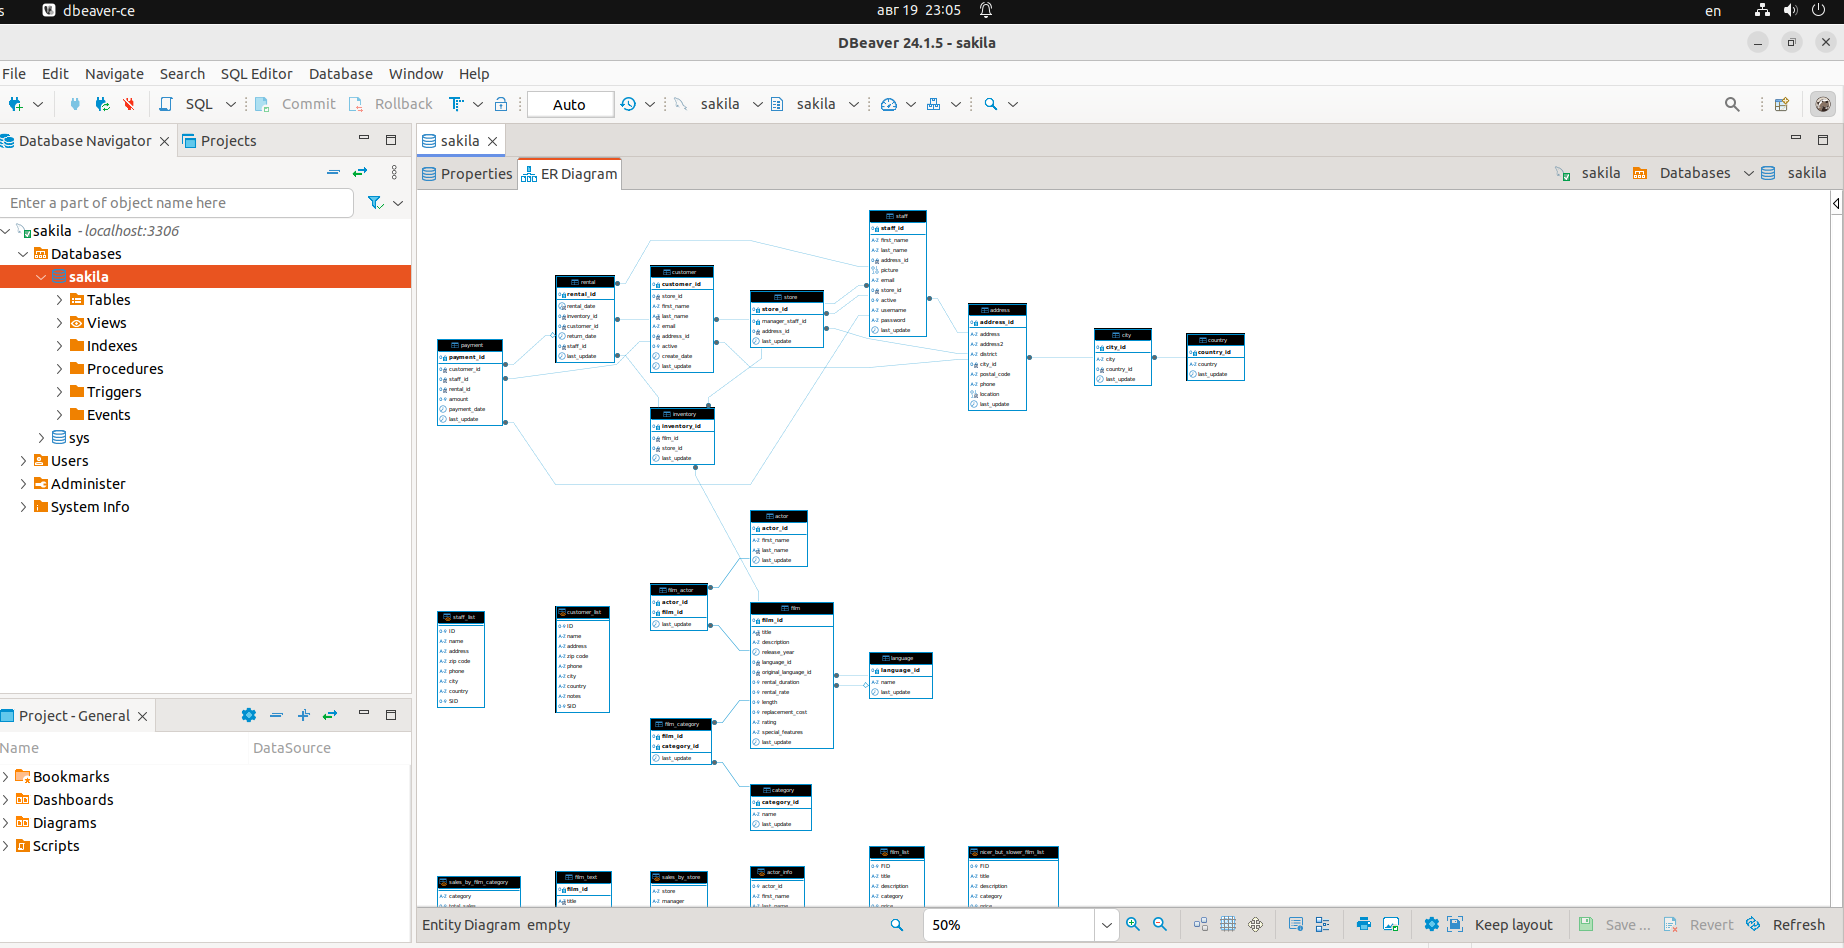 s
dbeaver-ce
авг 19 23:05
en
DBeaver 24.1.5 - sakila
File Edit Navigate Search SQL Editor Database Window Help
SQL Commit Rollback Auto sakila sakila
Database Navigator
Projects
Enter a part of object name here
sakila - localhost:3306
Databases
sakila
Tables
Views
Indexes
Procedures
Triggers
Events
sys
Users
Administer
System Info
Project - General
Name DataSource
Bookmarks
Dashboards
Diagrams
Scripts
sakila
Properties ER Diagram
sakila Databases sakila
staff
staff_id
first_name
last_name
address_id
picture
email
store_id
active
username
password
last_update
rental
rental_id
rental_date
inventory_id
customer_id
return_date
staff_id
last_update
customer
customer_id
store_id
first_name
last_name
email
address_id
active
create_date
last_update
store
store_id
manager_staff_id
address_id
last_update
address
address_id
address
address2
district
city_id
postal_code
phone
location
last_update
city
city_id
city
country_id
last_update
country
country_id
country
last_update
payment
payment_id
customer_id
staff_id
rental_id
amount
payment_date
last_update
inventory
inventory_id
film_id
store_id
last_update
actor
actor_id
first_name
last_name
last_update
film_actor
actor_id
film_id
last_update
film
film_id
title
description
release_year
language_id
original_language_id
rental_duration
rental_rate
length
replacement_cost
rating
special_features
last_update
language
language_id
name
last_update
staff_list
ID
name
address
zip code
phone
city
country
SID
customer_list
ID
name
address
zip code
phone
city
country
notes
SID
film_category
film_id
category_id
last_update
category
category_id
name
last_update
film_list
FID
title
description
category
price
nicer_but_slower_film_list
FID
title
description
category
price
sales_by_film_category
category
total_sales
film_text
film_id
title
sales_by_store
store
manager
actor_info
actor_id
first_name
last_name
Entity Diagram empty
50%
Keep layout
Save ...
Revert
Refresh